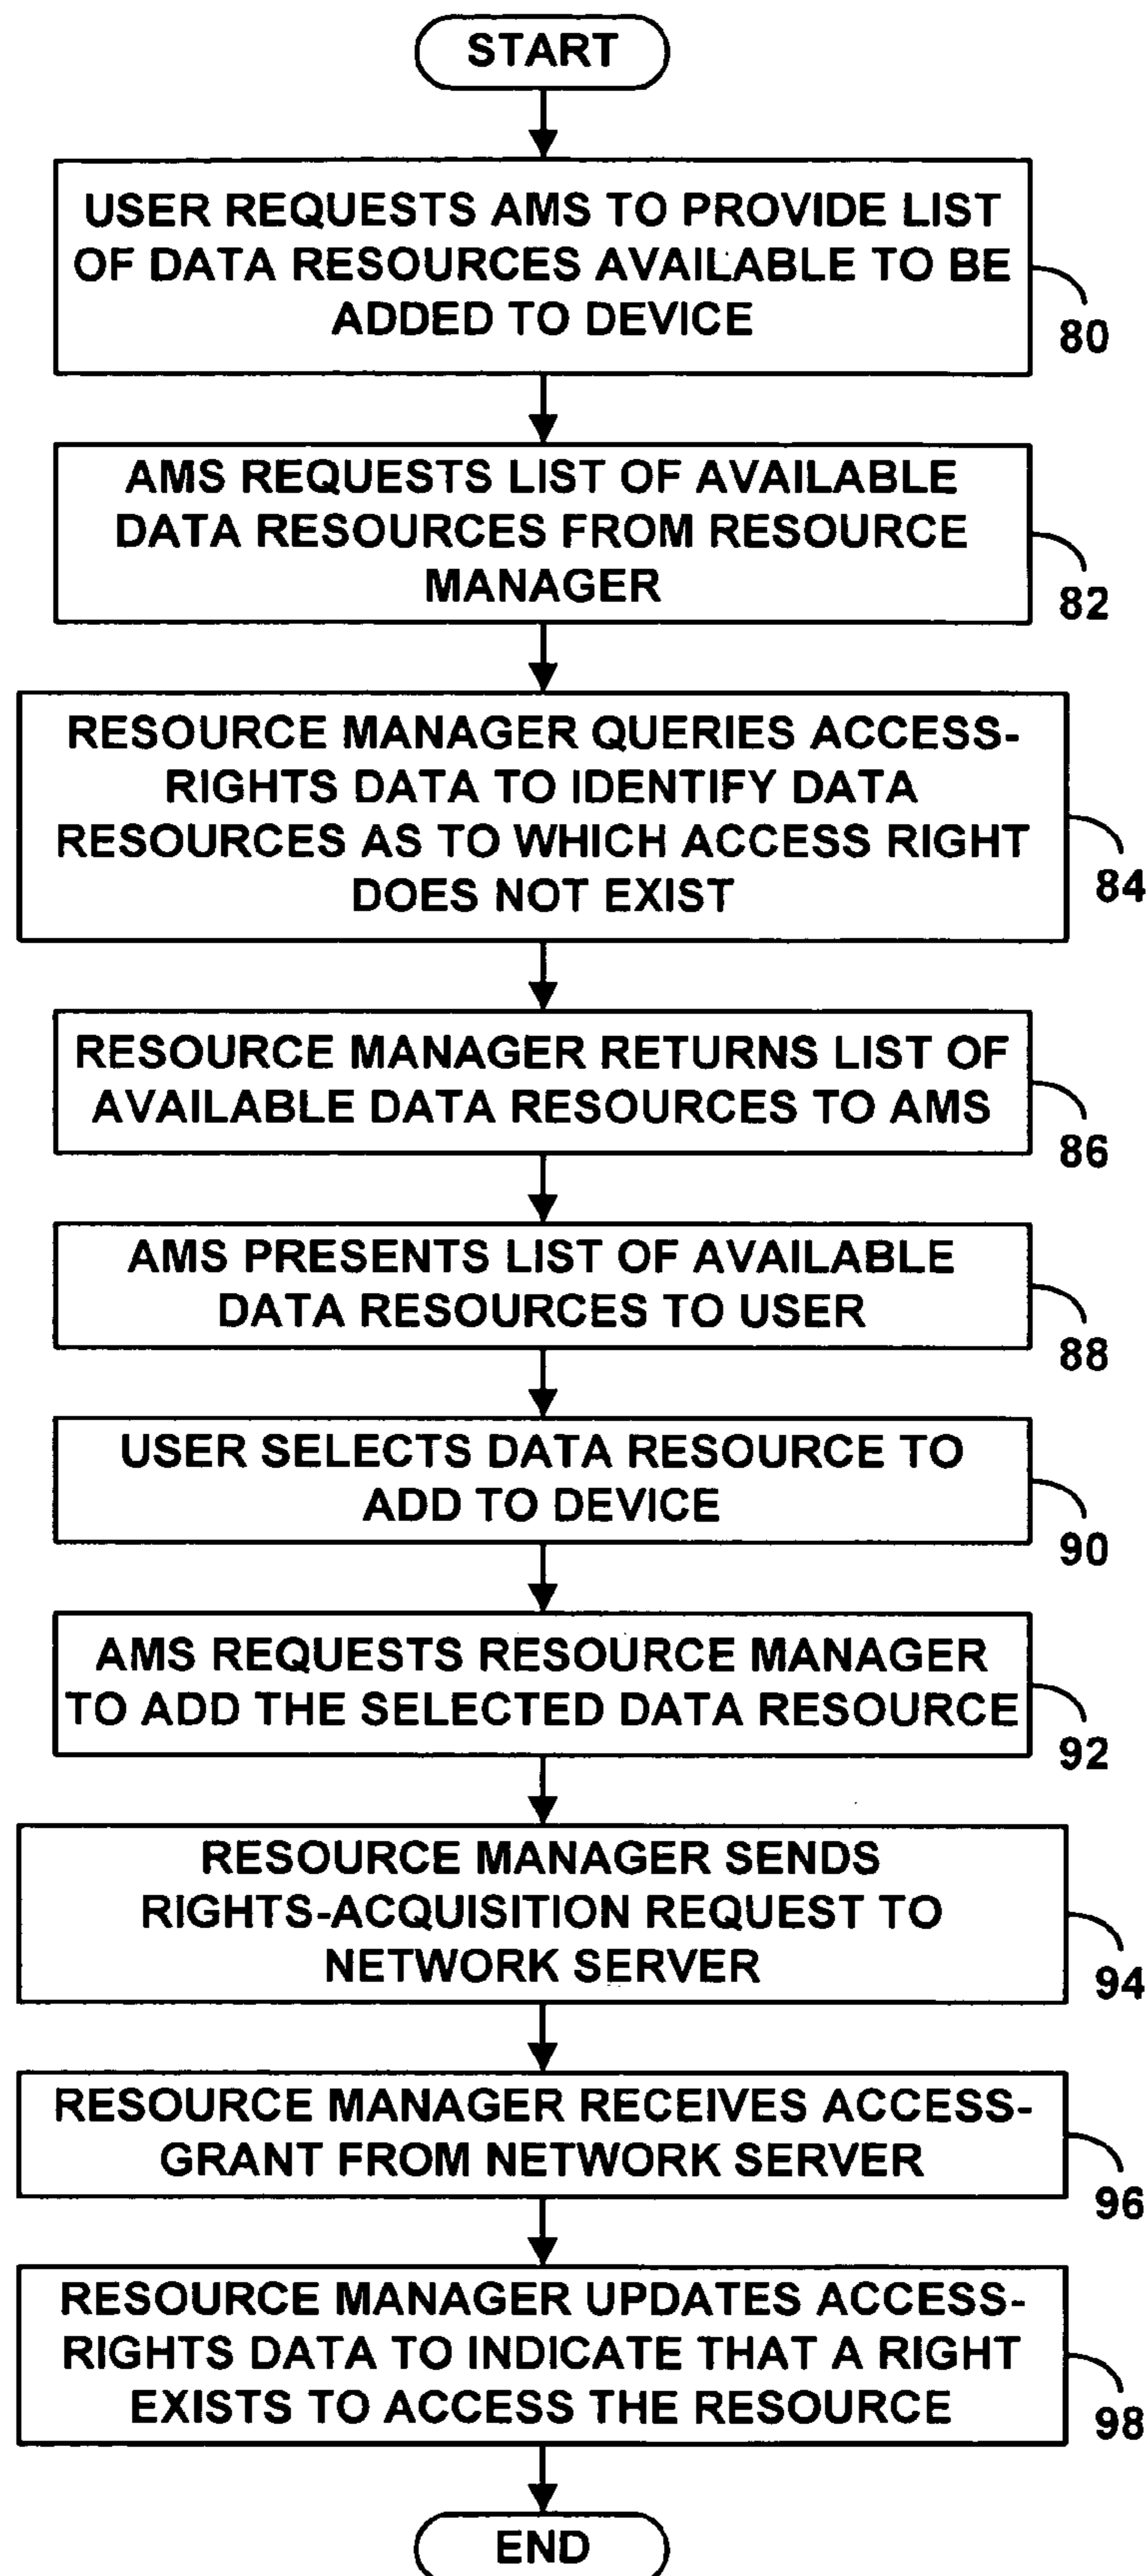 START
USER REQUESTS AMS TO PROVIDE LIST
OF DATA RESOURCES AVAILABLE TO BE
ADDED TO DEVICE
80
AMS REQUESTS LIST OF AVAILABLE
DATA RESOURCES FROM RESOURCE
MANAGER
82
RESOURCE MANAGER QUERIES ACCESS-
RIGHTS DATA TO IDENTIFY DATA
RESOURCES AS TO WHICH ACCESS RIGHT
DOES NOT EXIST
84
RESOURCE MANAGER RETURNS LIST OF
AVAILABLE DATA RESOURCES TO AMS
86
AMS PRESENTS LIST OF AVAILABLE
DATA RESOURCES TO USER
88
USER SELECTS DATA RESOURCE TO
ADD TO DEVICE
90
AMS REQUESTS RESOURCE MANAGER
TO ADD THE SELECTED DATA RESOURCE
92
RESOURCE MANAGER SENDS
RIGHTS-ACQUISITION REQUEST TO
NETWORK SERVER
94
RESOURCE MANAGER RECEIVES ACCESS-
GRANT FROM NETWORK SERVER
96
RESOURCE MANAGER UPDATES ACCESS-
RIGHTS DATA TO INDICATE THAT A RIGHT
EXISTS TO ACCESS THE RESOURCE
98
END